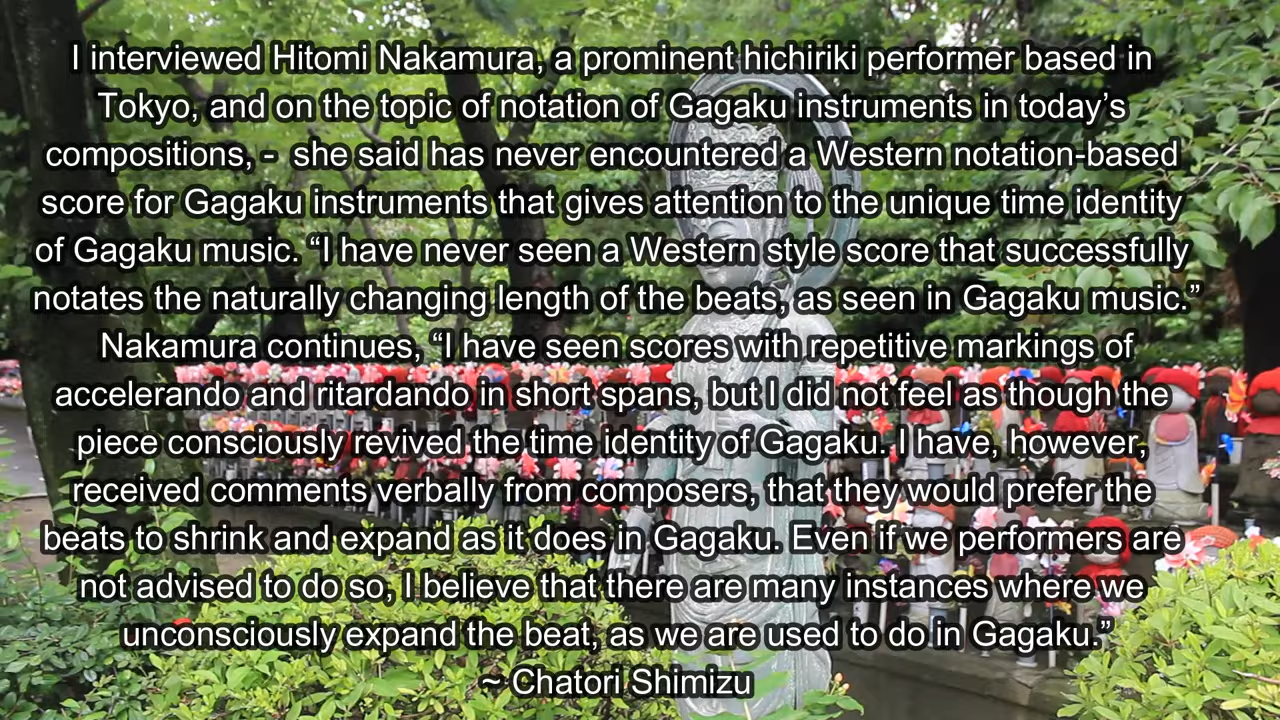 I interviewed Hitomi Nakamura, a prominent hichiriki performer based in
Tokyo, and on the topic of notation of Gagaku instruments in today’s
compositions, -  she said has never encountered a Western notation-based
score for Gagaku instruments that gives attention to the unique time identity
of Gagaku music. “I have never seen a Western style score that successfully
notates the naturally changing length of the beats, as seen in Gagaku music.”
Nakamura continues, “I have seen scores with repetitive markings of
accelerando and ritardando in short spans, but I did not feel as though the
piece consciously revived the time identity of Gagaku. I have, however,
received comments verbally from composers, that they would prefer the
beats to shrink and expand as it does in Gagaku. Even if we performers are
not advised to do so, I believe that there are many instances where we
unconsciously expand the beat, as we are used to do in Gagaku.”
~ Chatori Shimizu